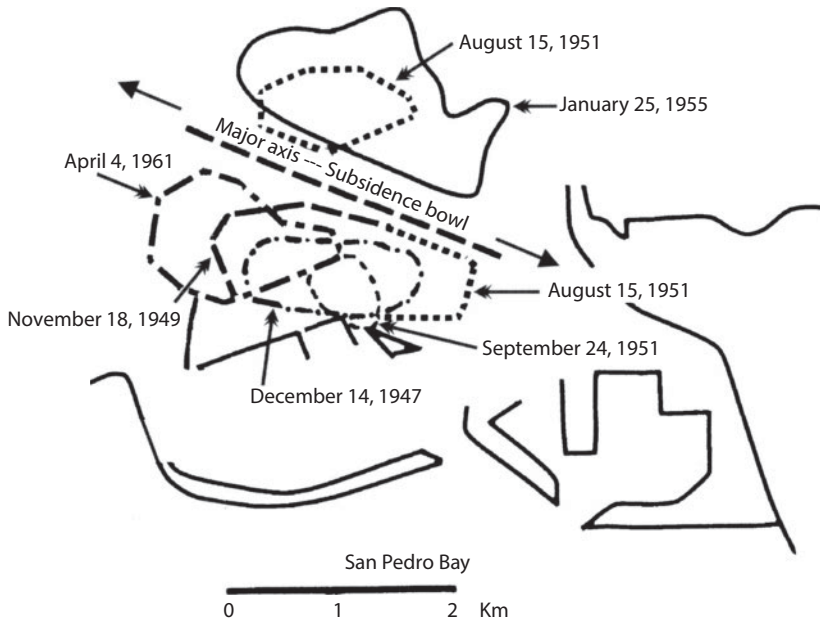 August 15, 1951
January 25, 1955
Major axis --- Subsidence bowl
April 4, 1961
August 15, 1951
November 18, 1949
September 24, 1951
December 14, 1947
San Pedro Bay
0 1 2 Km